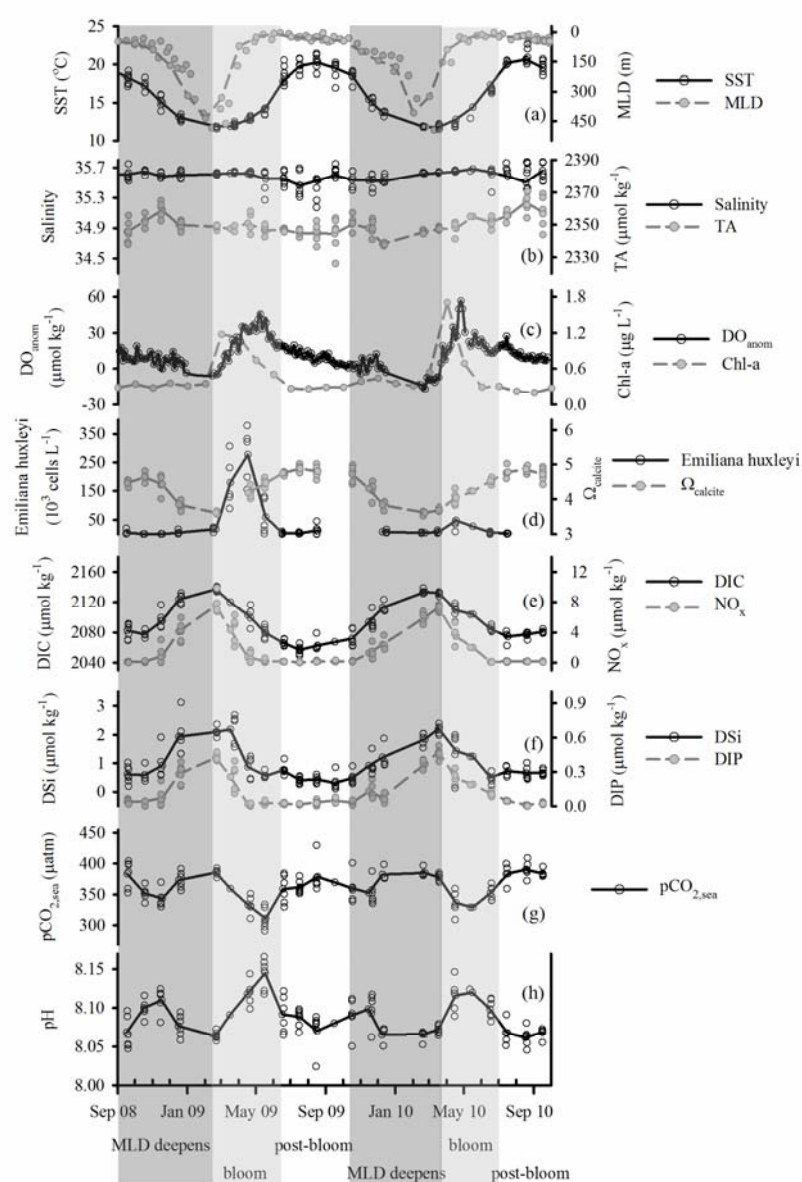 25
20
15
10
SST (°C)
0
150
300
450
MLD (m)
(a)
SST
MLD
35.7
35.3
34.9
34.5
Salinity
2390
2370
2350
2330
TA (μmol kg⁻¹)
(b)
Salinity
TA
60
30
0
-30
DOanom (μmol kg⁻¹)
1.8
1.2
0.6
0.0
Chl-a (μg L⁻¹)
(c)
DOanom
Chl-a
350
250
150
50
Emiliana huxleyi (10³ cells L⁻¹)
6
5
4
3
Ωcalcite
(d)
Emiliana huxleyi
Ωcalcite
2160
2120
2080
2040
DIC (μmol kg⁻¹)
12
8
4
0
NOx (μmol kg⁻¹)
(e)
DIC
NOx
3
2
1
0
DSi (μmol kg⁻¹)
0.9
0.6
0.3
0.0
DIP (μmol kg⁻¹)
(f)
DSi
DIP
450
400
350
300
pCO2,sea (μatm)
(g)
pCO2,sea
8.15
8.10
8.05
8.00
pH
(h)
Sep 08 Jan 09 May 09 Sep 09 Jan 10 May 10 Sep 10
MLD deepens post-bloom bloom
bloom MLD deepens post-bloom